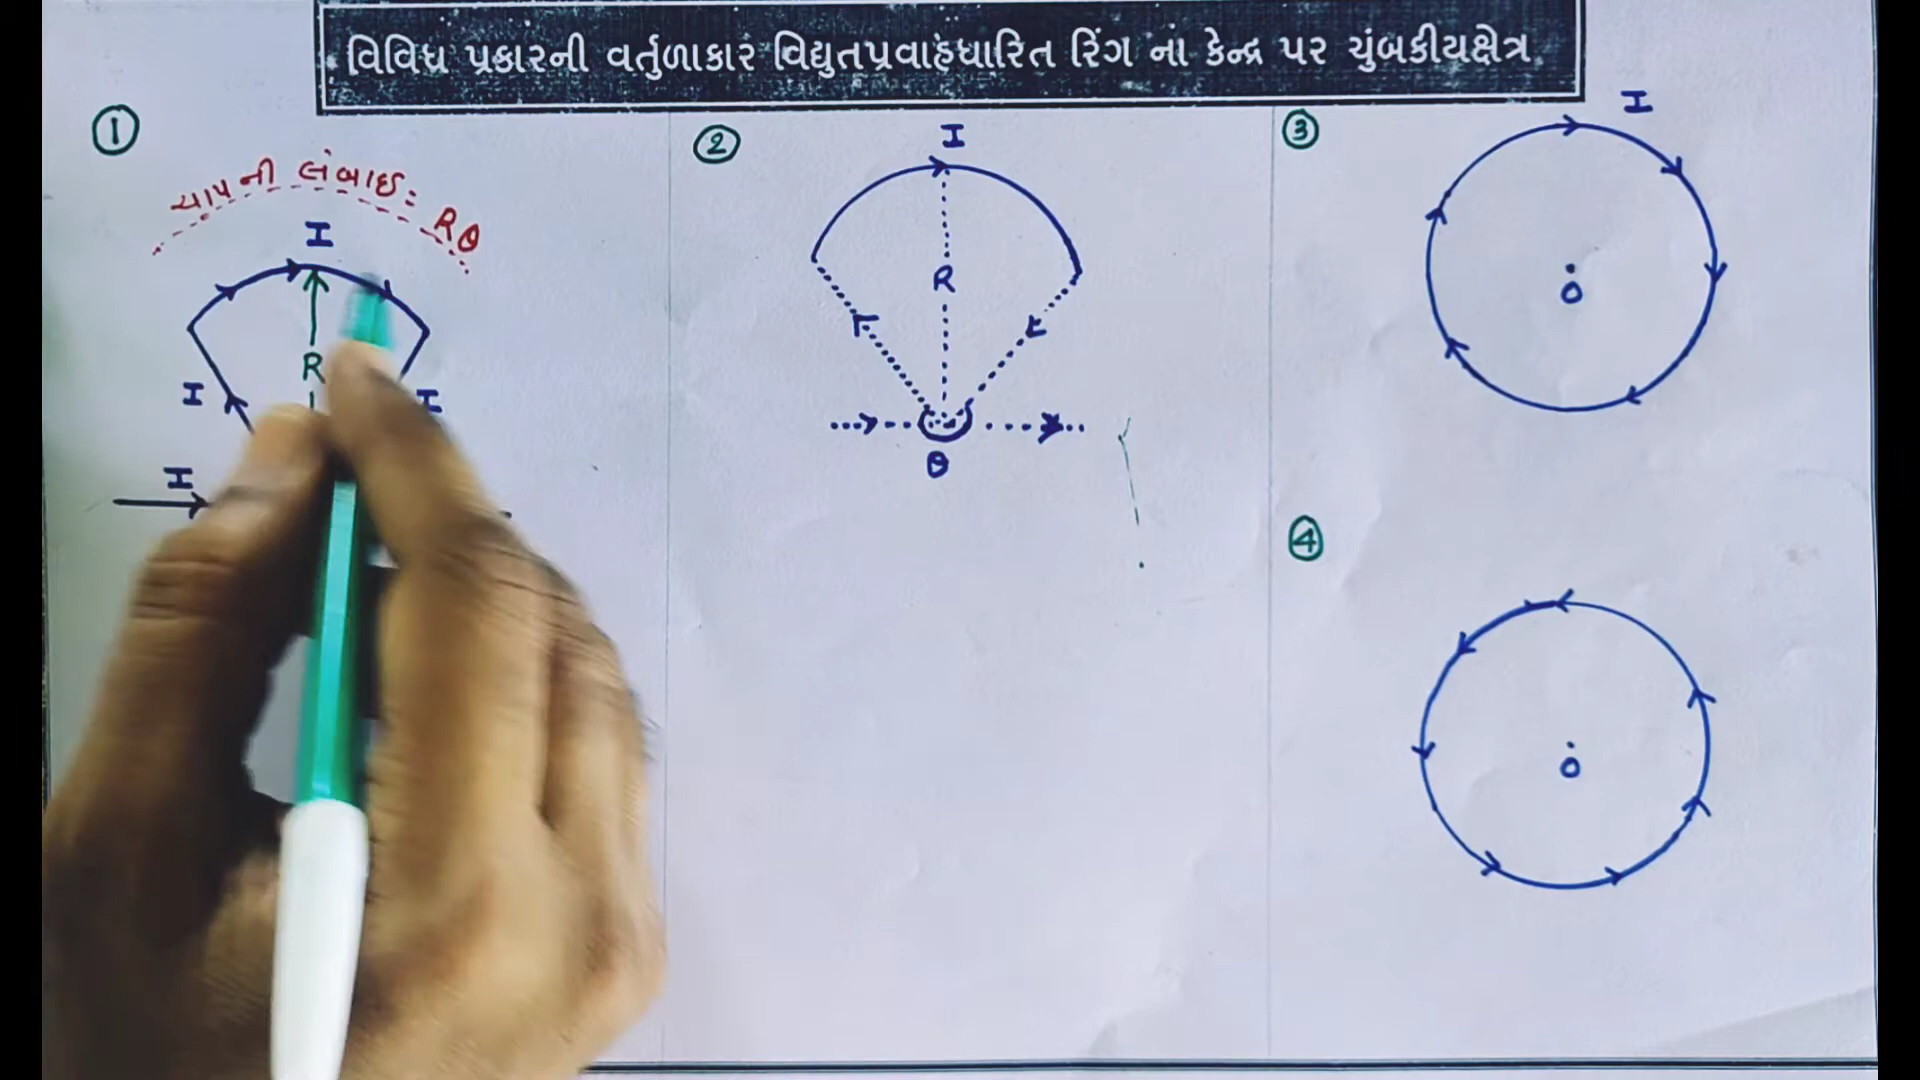 વિવિધ પ્રકારની વર્તુળાકાર વિદ્યુતપ્રવાહધારિત રિંગ નાં કેન્દ્ર પર ચુંબકીયક્ષેત્ર
1
ચાપની લંબાઈ = Rθ
I
R
I
I
I
2
I
R
θ
3
I
O
4
O